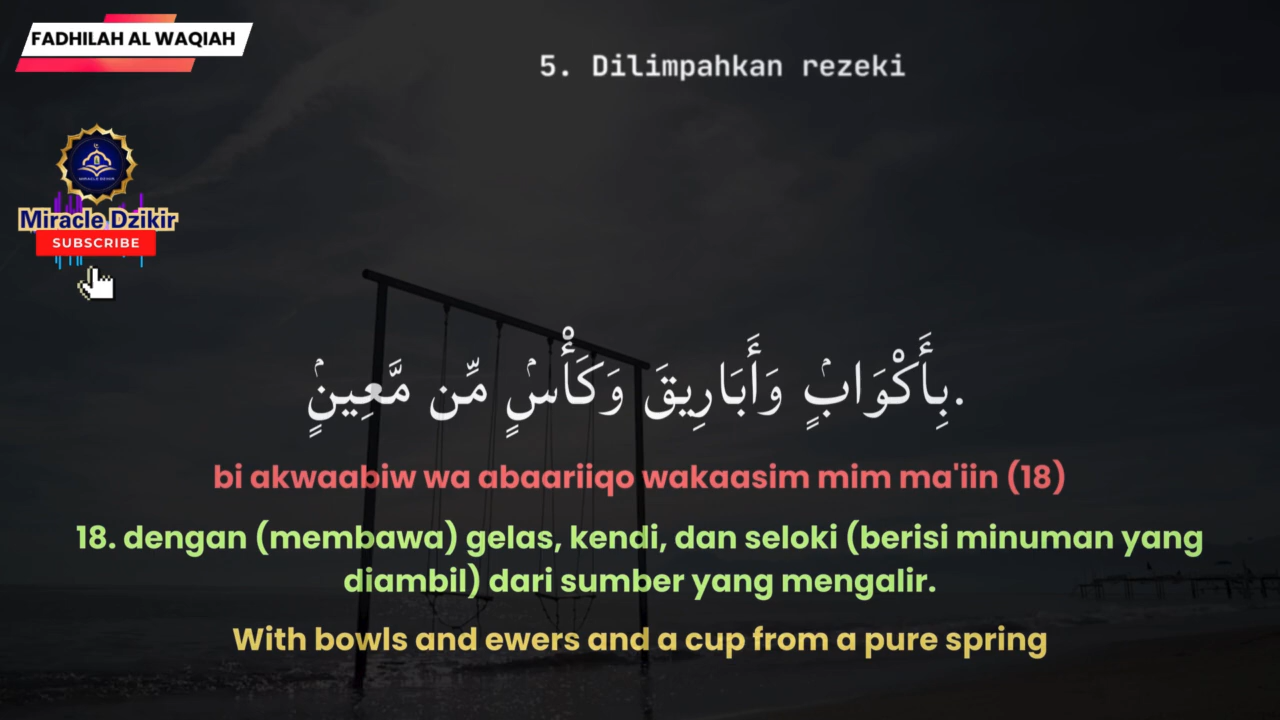 FADHILAH AL WAQIAH
5. Dilimpahkan rezeki
MIRACLE DZIKIR
Miracle Dzikir
SUBSCRIBE
بِأَكْوَابٍۢ وَأَبَارِيقَ وَكَأْسٍۢ مِّن مَّعِينٍۢ.
bi akwaabiw wa abaariiqo wakaasim mim ma'iin (18)
18. dengan (membawa) gelas, kendi, dan seloki (berisi minuman yang
diambil) dari sumber yang mengalir.
With bowls and ewers and a cup from a pure spring